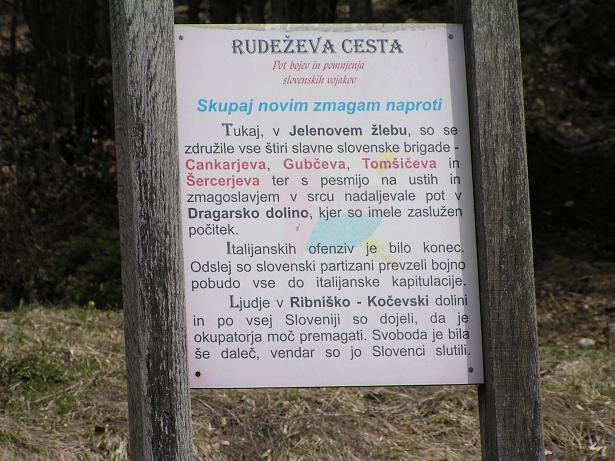 RUDEŽEVA CESTA
Pot bojev in pomnjenja
slovenskih vojakov
Skupaj novim zmagam naproti
Tukaj, v Jelenovem žlebu, so se
združile vse štiri slavne slovenske brigade -
Cankarjeva, Gubčeva, Tomšičeva in
Šercerjeva ter s pesmijo na ustih in
zmagoslavjem v srcu nadaljevale pot v
Dragarsko dolino, kjer so imele zaslužen
počitek.
Italijanskih ofenziv je bilo konec.
Odslej so slovenski partizani prevzeli bojno
pobudo vse do italijanske kapitulacije.
Ljudje v Ribniško - Kočevski dolini
in po vsej Sloveniji so dojeli, da je
okupatorja moč premagati. Svoboda je bila
še daleč, vendar so jo Slovenci slutili.